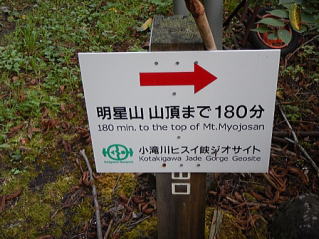 明星山 山頂まで180分
180 min. to the top of Mt.Myojosan
小滝川ヒスイ峡ジオサイト
Kotakigawa Jade Gorge Geosite
口